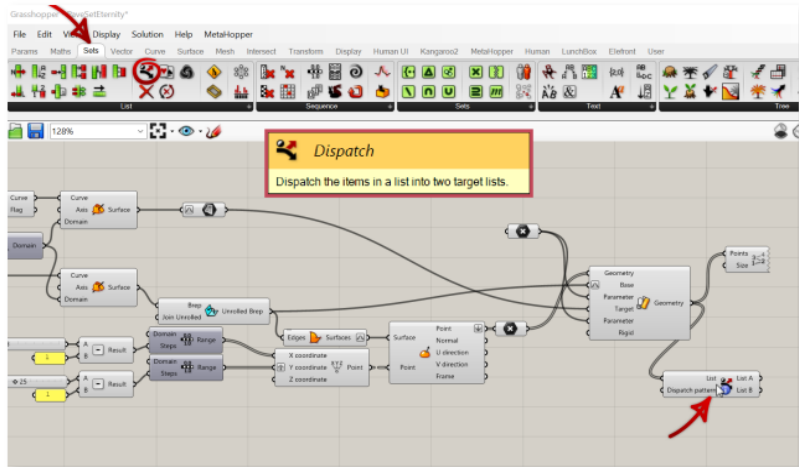 Grasshopper - WaveSetEternity*
File Edit View Display Solution Help MetaHopper
Params Maths Sets Vector Curve Surface Mesh Intersect Transform Display Human UI Kangaroo2 MetaHopper Human LunchBox Elefront User
List Sequence Sets Text Tree
128%
Dispatch
Dispatch the items in a list into two target lists.
Curve
Flag
Curve
Axis Surface
Domain
Domain
Curve
Axis Surface
Domain
Brep
Join Unrolled
Unrolled Brep
A
B
Result
1
Domain
Steps
Range
Domain
Steps
Range
25
A
B
Result
1
Edges Surfaces
X coordinate
Y coordinate
Z coordinate
XYZ
Point
Surface
Point
Point
Normal
U direction
V direction
Frame
Geometry
Base
Parameter
Target
Parameter
Rigid
Geometry
Points
Size
List
Dispatch pattern
List A
List B